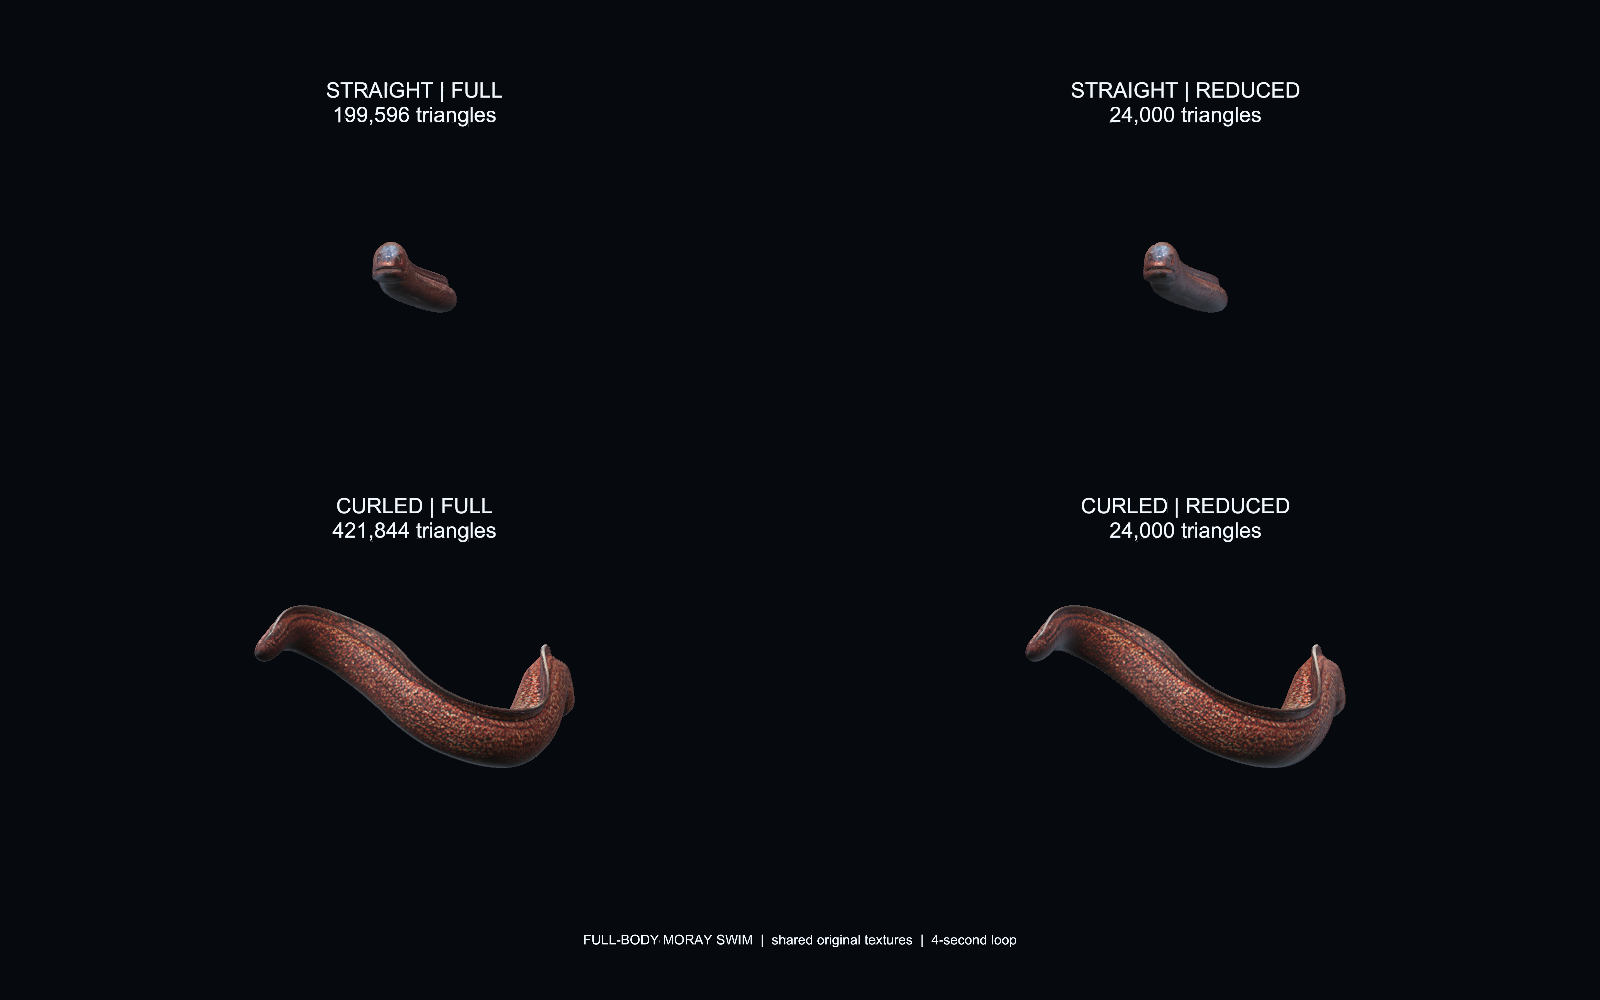 STRAIGHT | FULL
199,596 triangles
STRAIGHT | REDUCED
24,000 triangles
CURLED | FULL
421,844 triangles
CURLED | REDUCED
24,000 triangles
FULL-BODY MORAY SWIM | shared original textures | 4-second loop